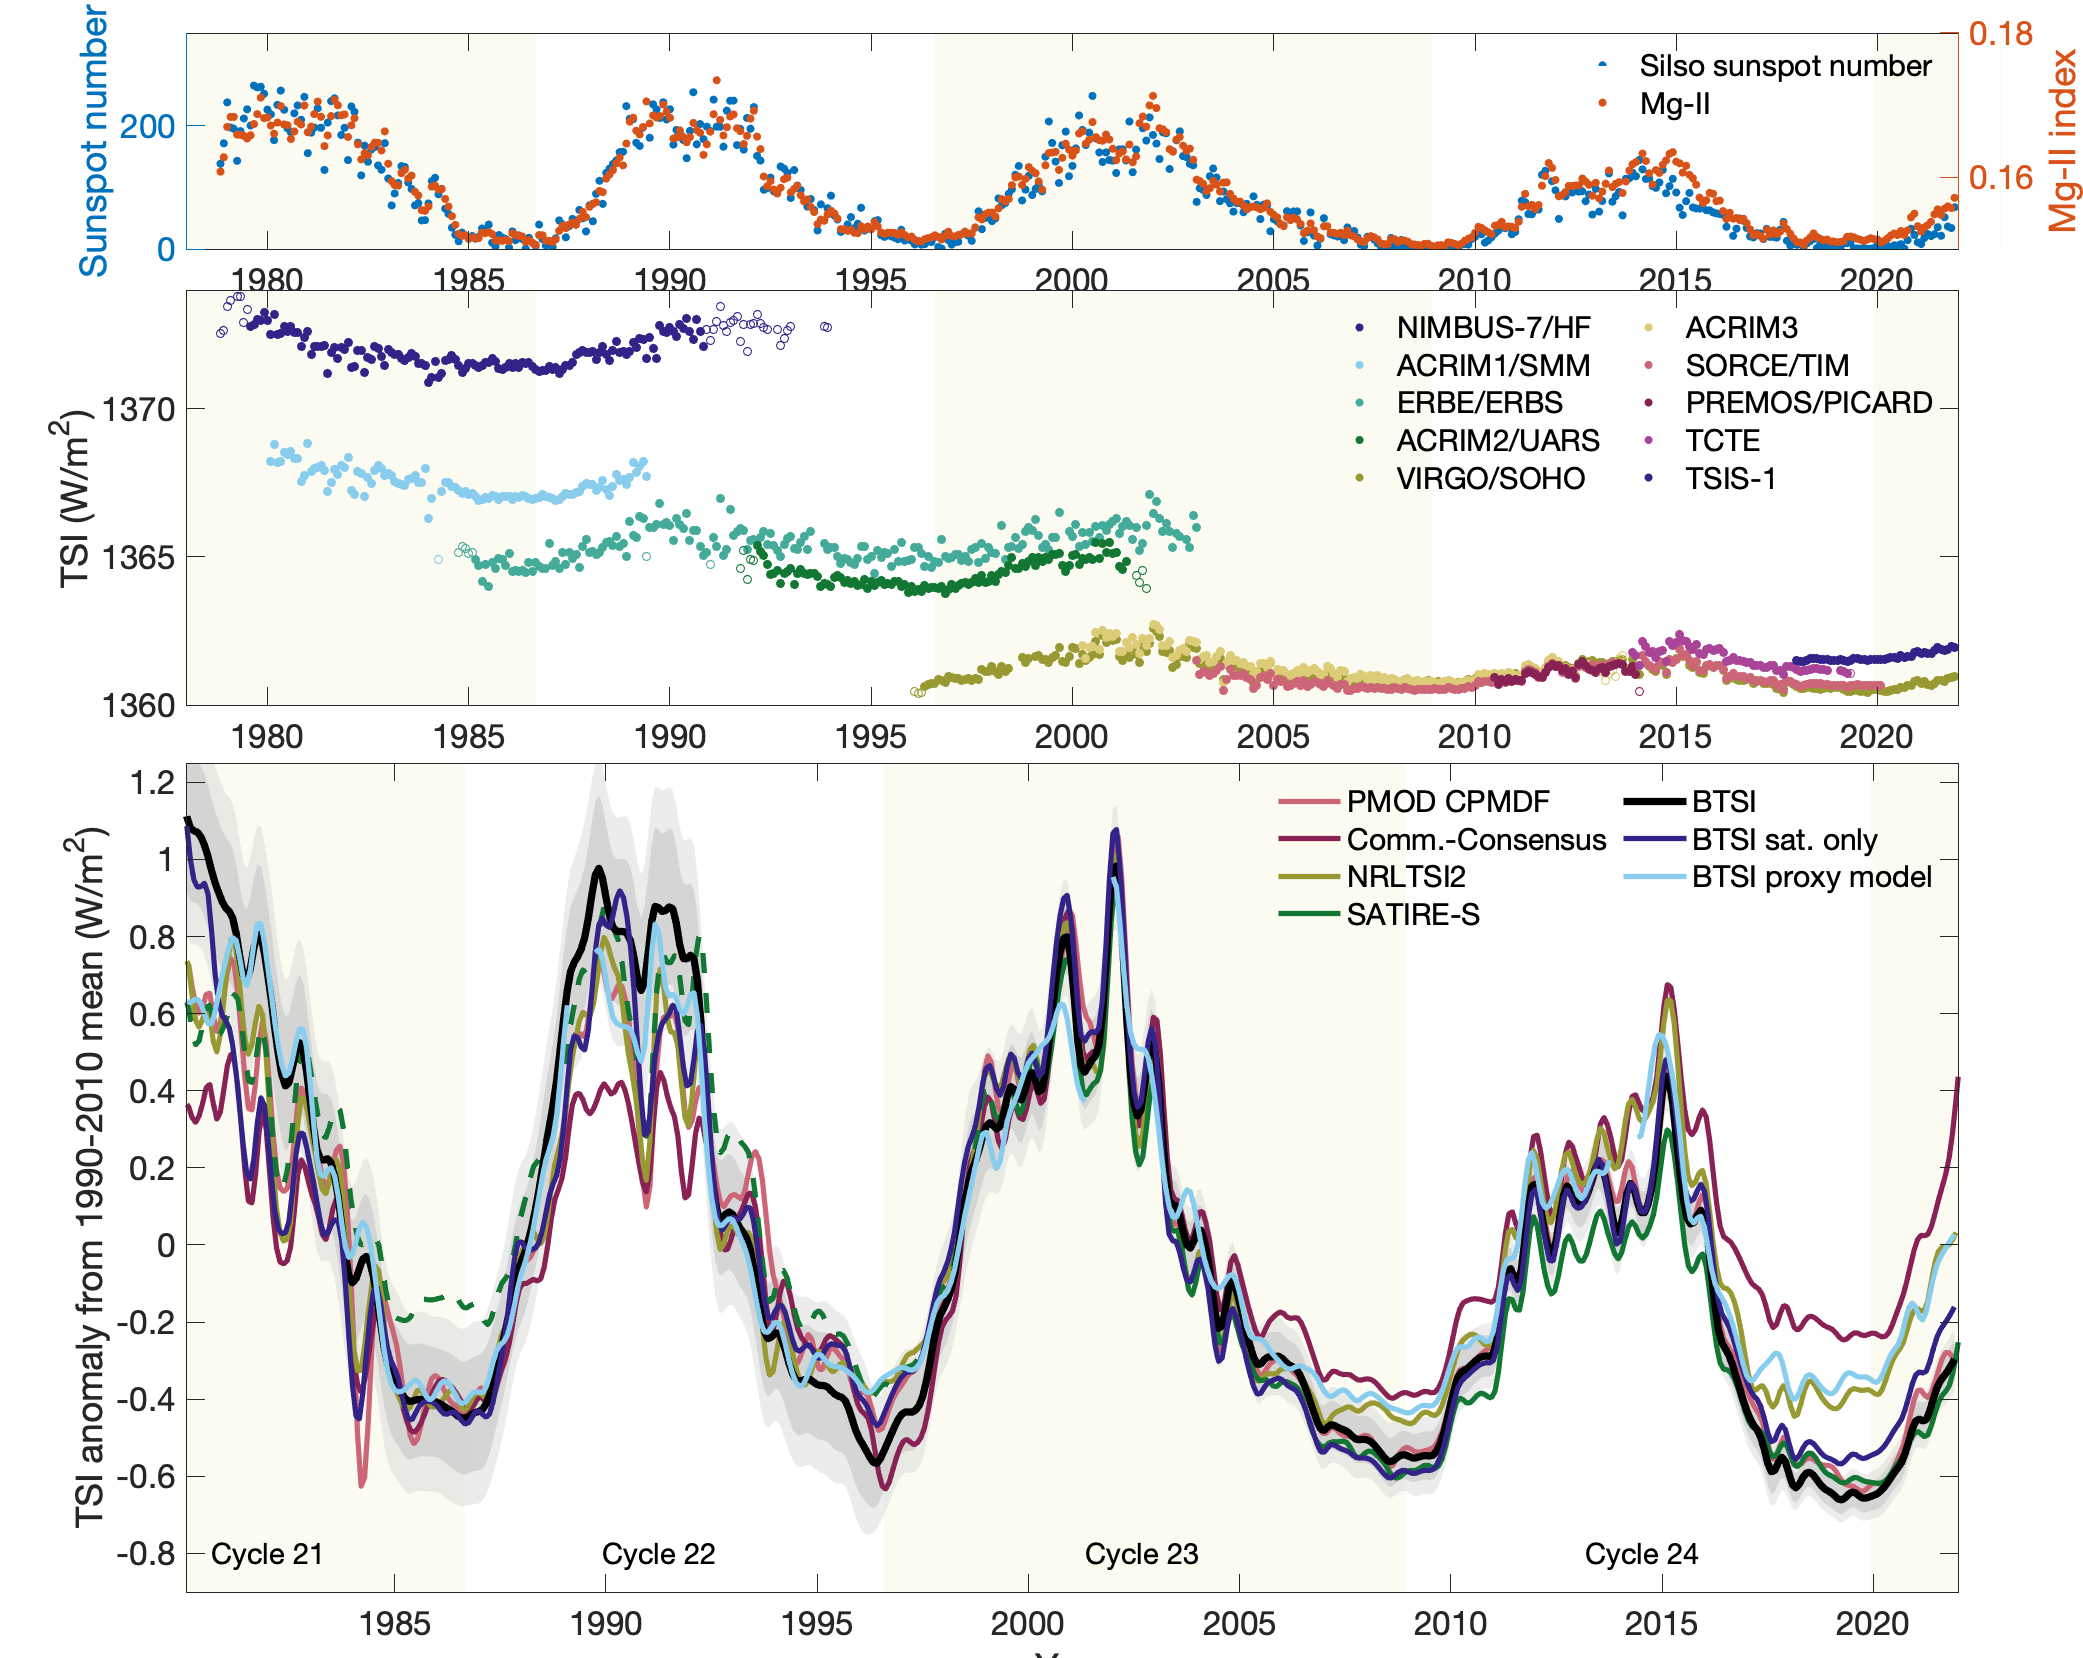 Sunspot number
Mg-II index
0.18
0.16
200
0
Silso sunspot number
Mg-II
1980 1985 1990 1995 2000 2005 2010 2015 2020
TSI (W/m²)
1370
1365
1360
NIMBUS-7/HF
ACRIM1/SMM
ERBE/ERBS
ACRIM2/UARS
VIRGO/SOHO
ACRIM3
SORCE/TIM
PREMOS/PICARD
TCTE
TSIS-1
1980 1985 1990 1995 2000 2005 2010 2015 2020
TSI anomaly from 1990-2010 mean (W/m²)
1.2
1
0.8
0.6
0.4
0.2
0
-0.2
-0.4
-0.6
-0.8
PMOD CPMDF
Comm.-Consensus
NRLTSI2
SATIRE-S
BTSI
BTSI sat. only
BTSI proxy model
Cycle 21 Cycle 22 Cycle 23 Cycle 24
1985 1990 1995 2000 2005 2010 2015 2020